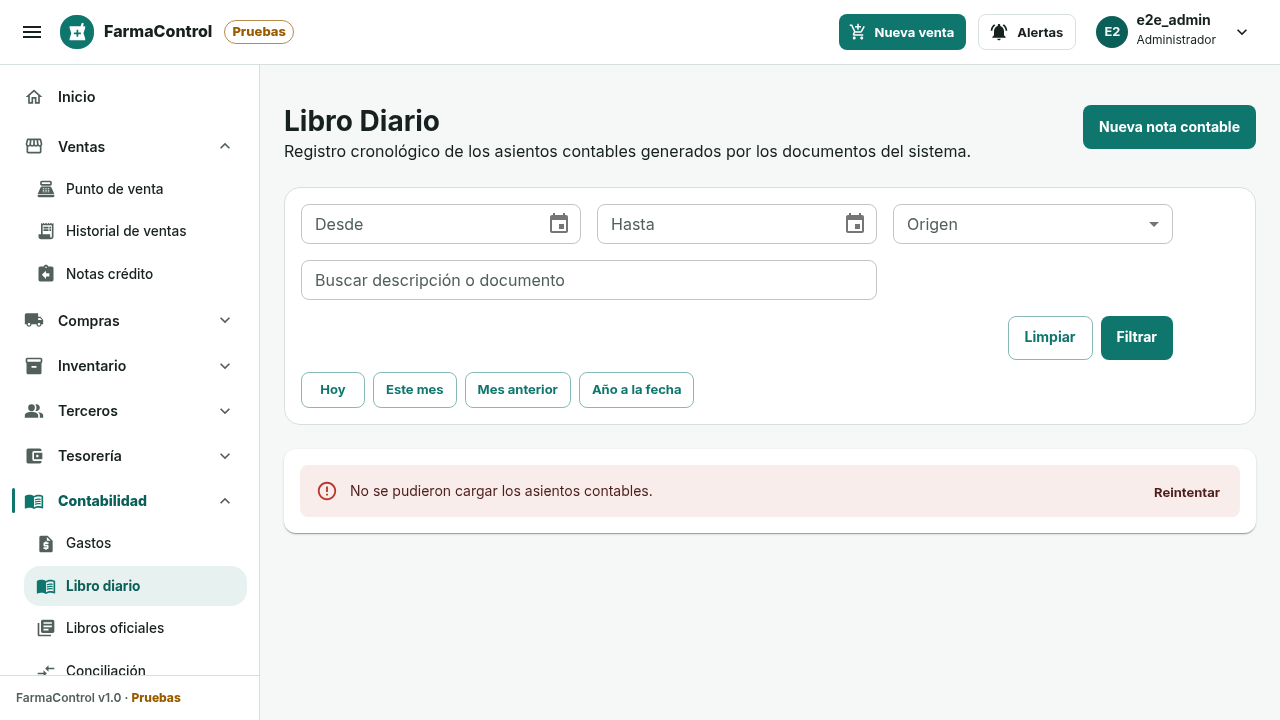 FarmaControl
Pruebas
Nueva venta
Alertas
E2
e2e_admin
Administrador
Inicio
Ventas
Punto de venta
Historial de ventas
Notas crédito
Compras
Inventario
Terceros
Tesorería
Contabilidad
Gastos
Libro diario
Libros oficiales
Conciliación
FarmaControl v1.0 · Pruebas
Libro Diario
Registro cronológico de los asientos contables generados por los documentos del sistema.
Nueva nota contable
Desde
Hasta
Origen
Buscar descripción o documento
Limpiar
Filtrar
Hoy
Este mes
Mes anterior
Año a la fecha
No se pudieron cargar los asientos contables.
Reintentar